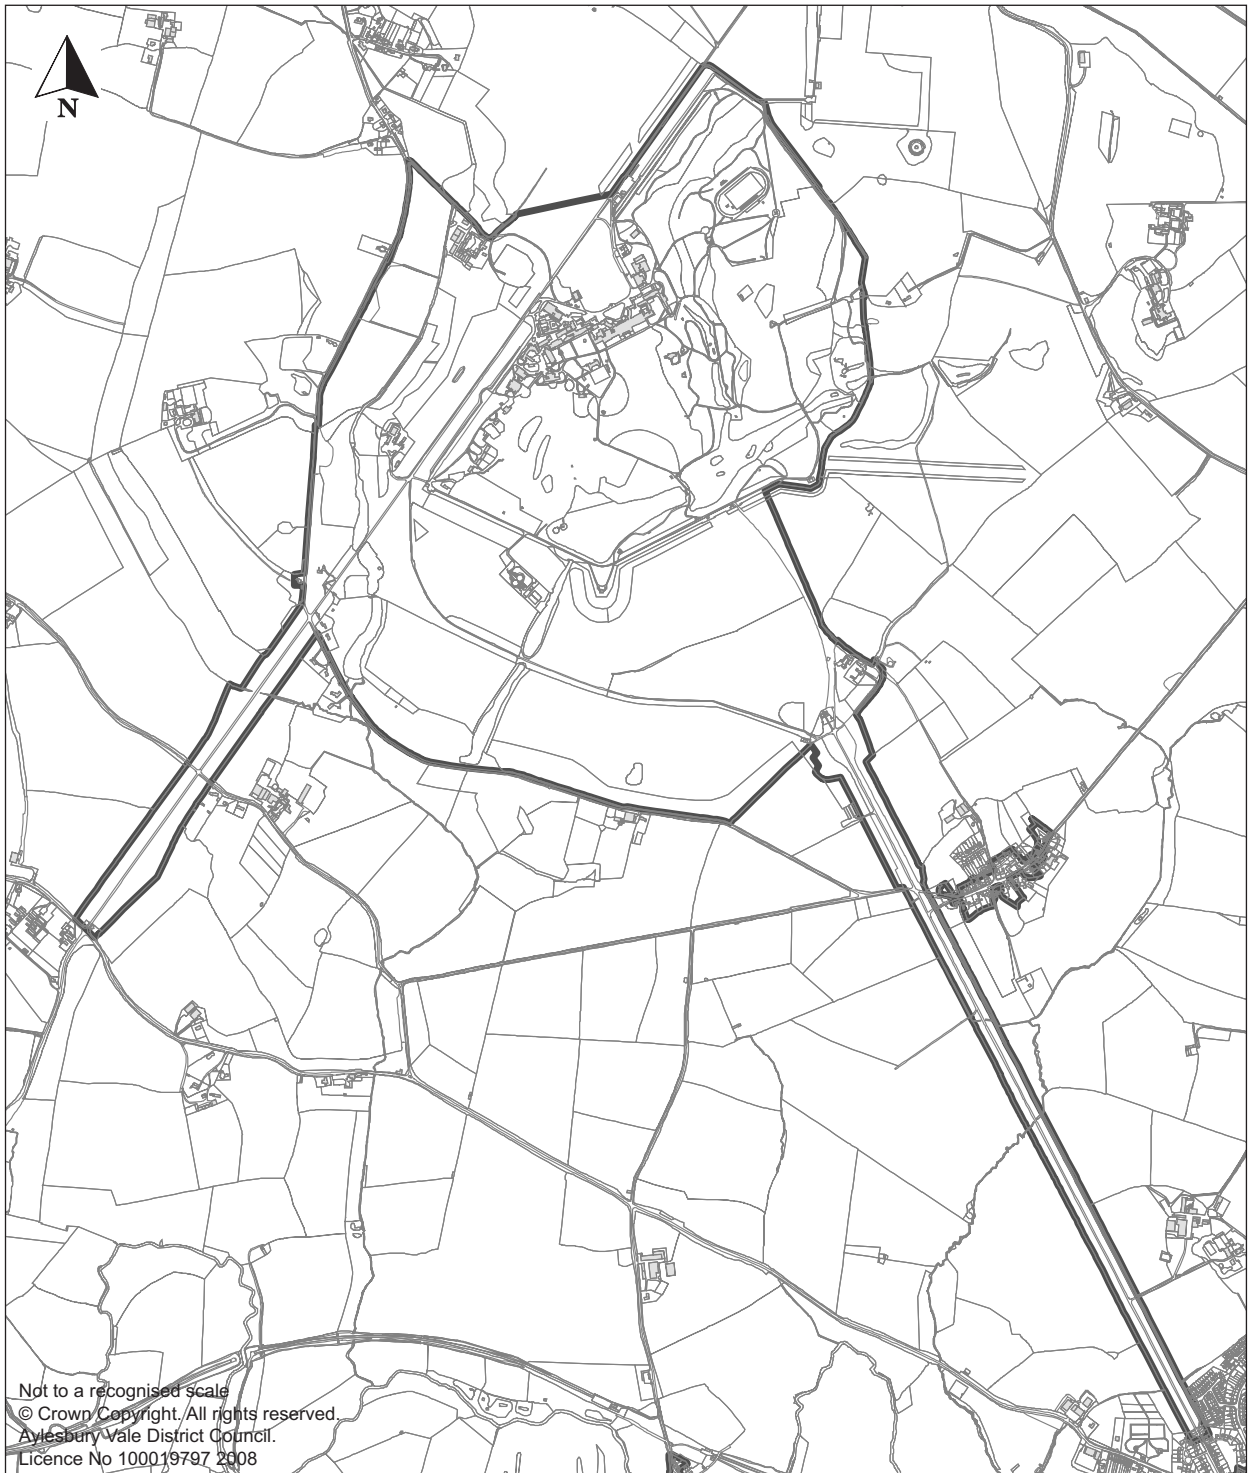 N
Not to a recognised scale
© Crown Copyright. All rights reserved.
Aylesbury Vale District Council.
Licence No 100019797 2008